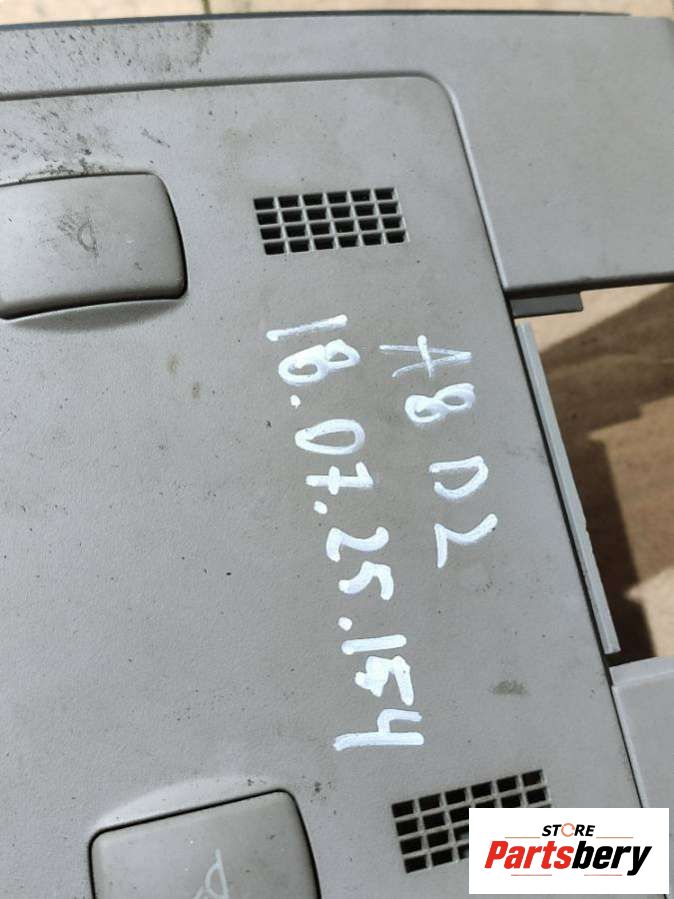 A8 D2
18.07.25.154
STORE
Partsbery